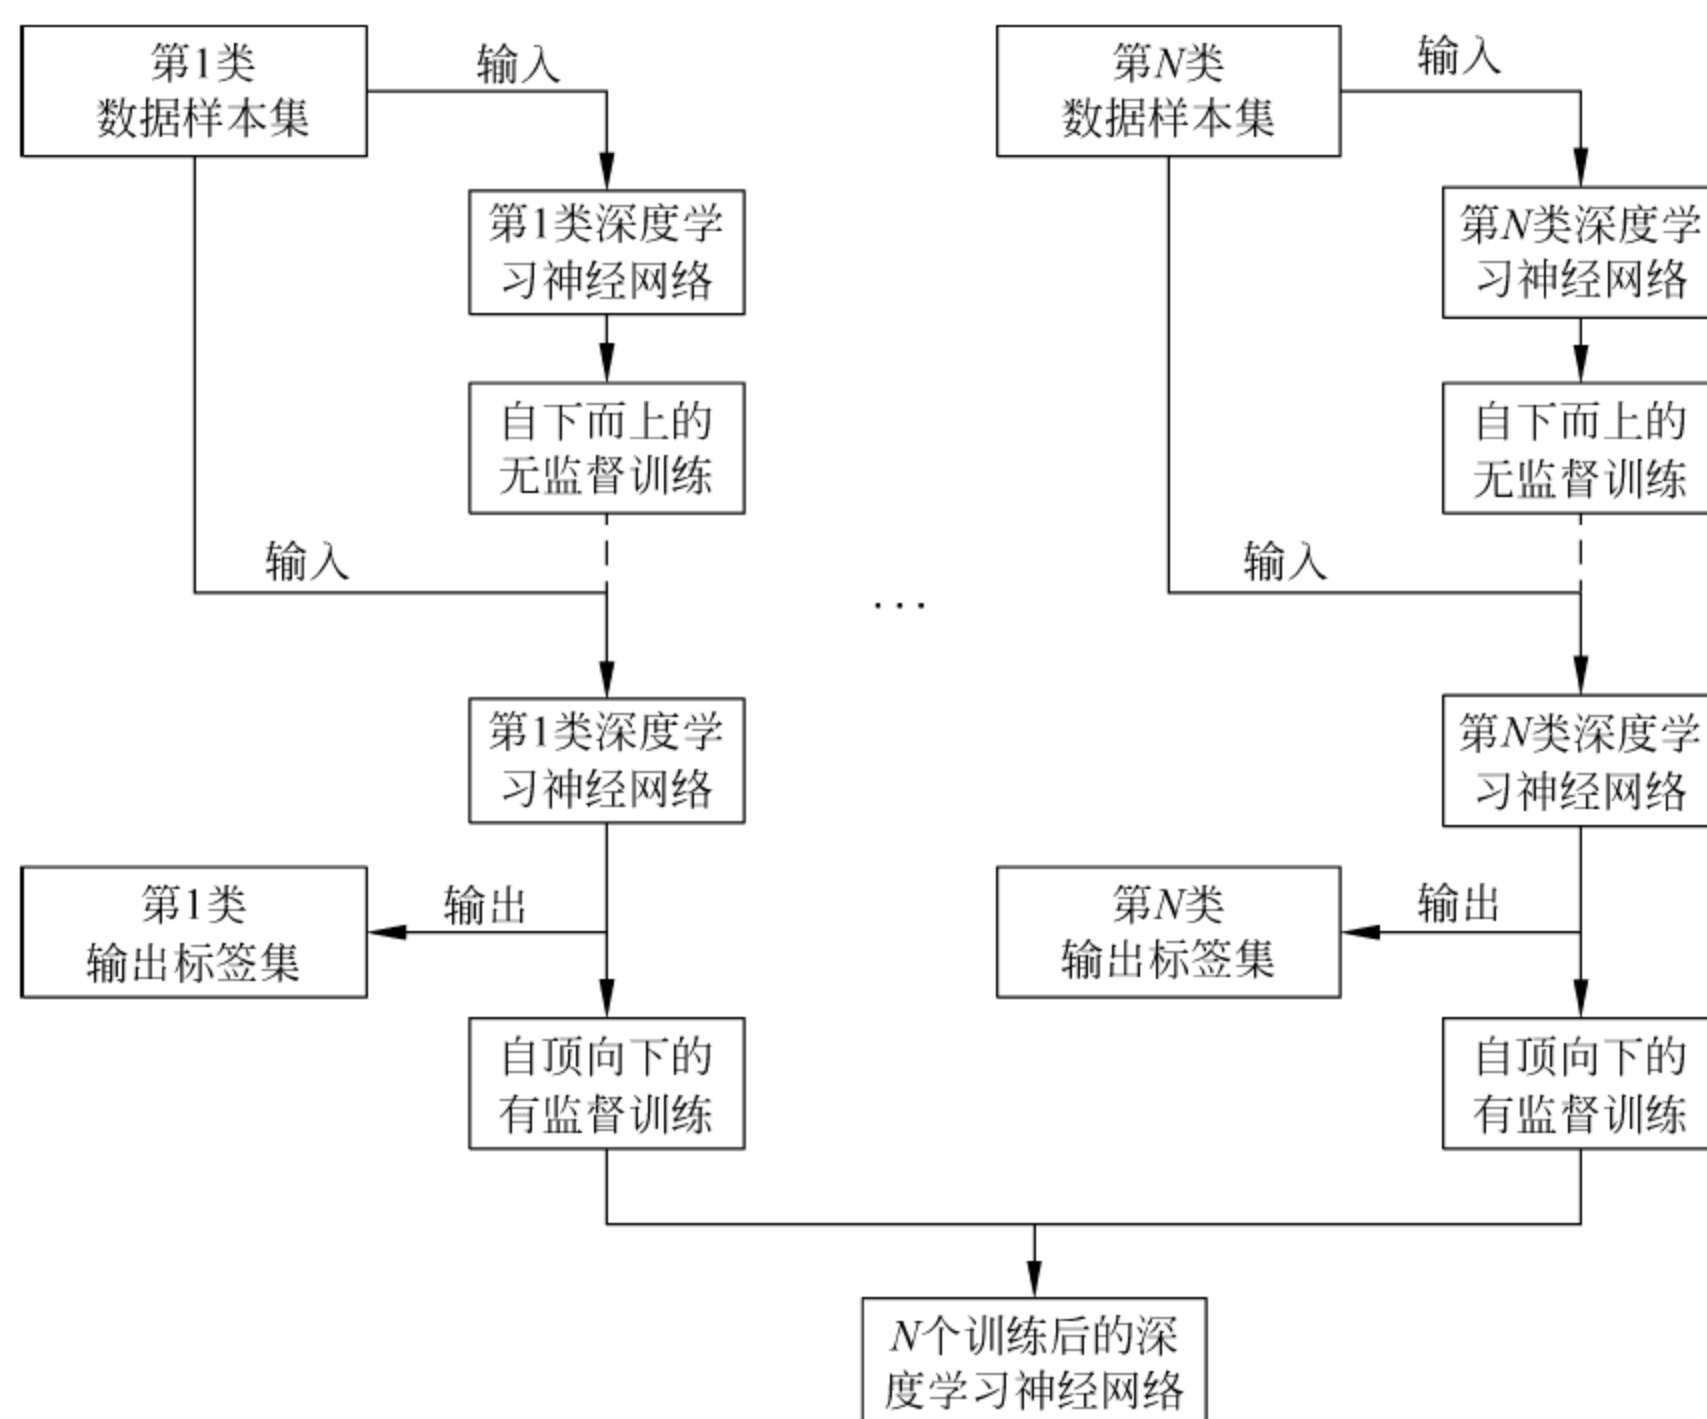 第1类
数据样本集
输入
第1类深度学
习神经网络
自下而上的
无监督训练
输入
第1类深度学
习神经网络
第1类
输出标签集
输出
自顶向下的
有监督训练
···
第N类
数据样本集
输入
第N类深度学
习神经网络
自下而上的
无监督训练
输入
第N类深度学
习神经网络
第N类
输出标签集
输出
自顶向下的
有监督训练
N个训练后的深
度学习神经网络